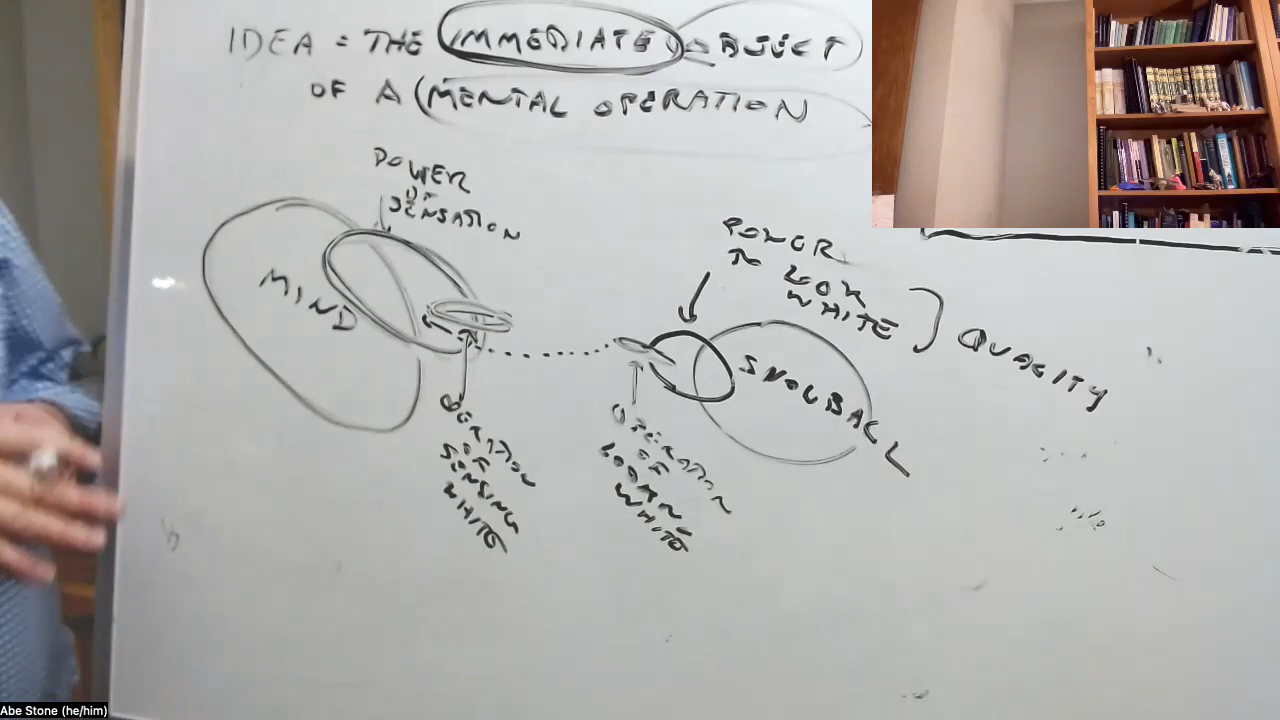 IDEA = THE IMMEDIATE OBJECT
OF A (MENTAL OPERATION
POWER
OF
SENSATION
MIND
OPERATION
OF
SENSING
WHITE
POWER
TO LOOK
WHITE
QUALITY
SNOWBALL
OPERATION
OF
LOOKING
WHITE
Abe Stone (he/him)